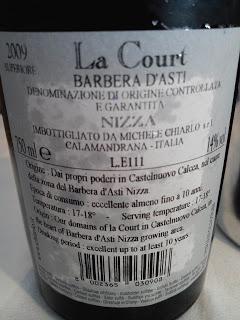 2009
SUPERIORE
La Court
BARBERA D'ASTI
DENOMINAZIONE DI ORIGINE CONTROLLATA
E GARANTITA
NIZZA
IMBOTTIGLIATO DA MICHELE CHIARLO s.r.l.
CALAMANDRANA - ITALIA
750 ml e
14% vol
L.E111
Origine : Dai propri poderi in Castelnuovo Calcea, nel cuore
della zona del Barbera d'Asti Nizza.
Epoca di consumo : eccellente almeno fino a 10 anni.
Temperatura : 17-18° - Serving temperature : 17-18°
Origin : Our domains of la Court in Castelnuovo Calcea, in
the heart of Barbera d'Asti Nizza growing area.
Drinking period : excellent up to at least 10 years.
8 002365 030908